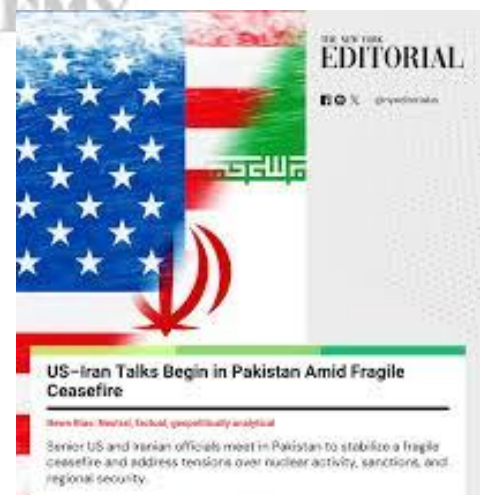 EMY
THE NEW YORK
EDITORIAL
@nyeditorials
US–Iran Talks Begin in Pakistan Amid Fragile
Ceasefire
News Bias: Neutral, factual, geopolitically analytical
Senior US and Iranian officials meet in Pakistan to stabilize a fragile
ceasefire and address tensions over nuclear activity, sanctions, and
regional security.